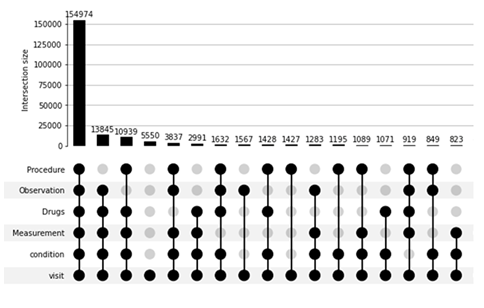 154974
150000
125000
100000
75000
50000
25000
0
Intersection size
13845 10939 5550 3837 2991 1632 1567 1428 1427 1283 1195 1089 1071 919 849 823
Procedure
Observation
Drugs
Measurement
condition
visit